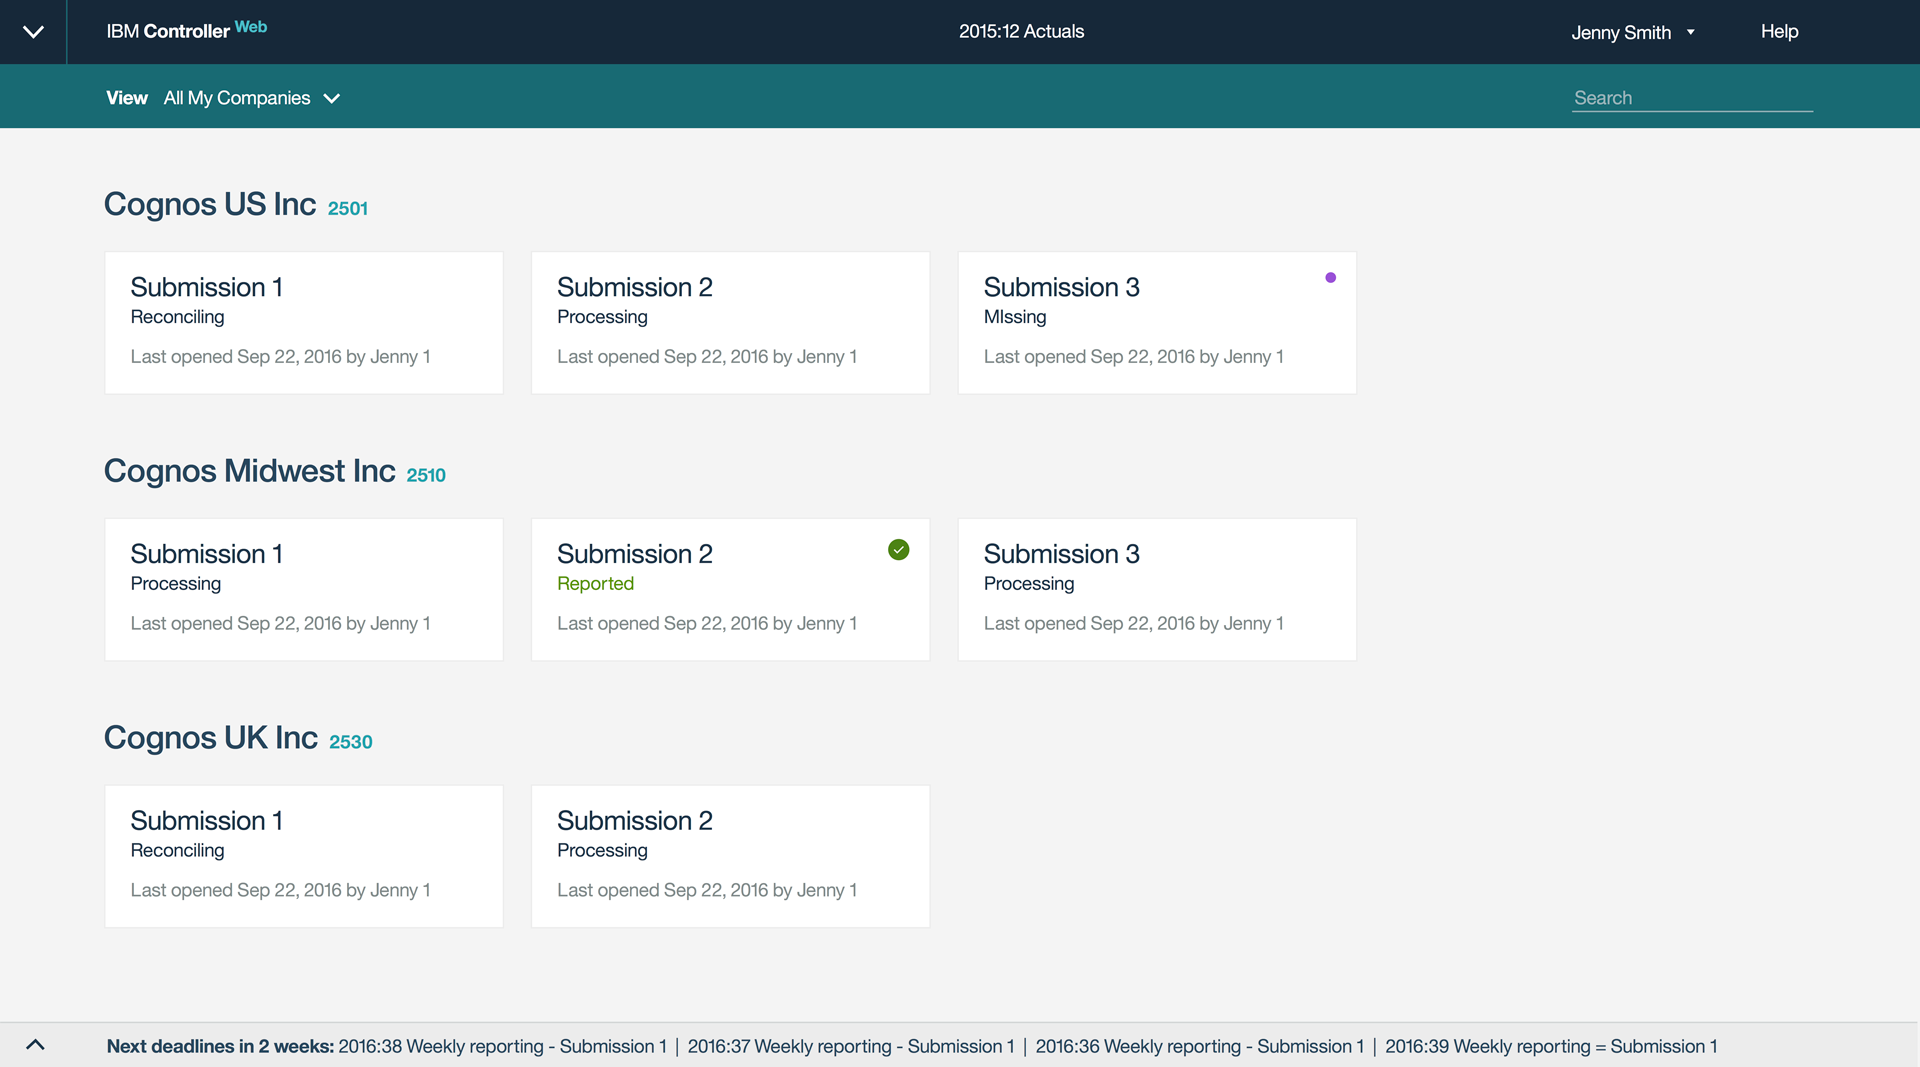 IBM Controller Web
2015:12 Actuals
Jenny Smith
Help
View All My Companies
Search
Cognos US Inc 2501
Submission 1
Reconciling
Last opened Sep 22, 2016 by Jenny 1
Submission 2
Processing
Last opened Sep 22, 2016 by Jenny 1
Submission 3
MIssing
Last opened Sep 22, 2016 by Jenny 1
Cognos Midwest Inc 2510
Submission 1
Processing
Last opened Sep 22, 2016 by Jenny 1
Submission 2
Reported
Last opened Sep 22, 2016 by Jenny 1
Submission 3
Processing
Last opened Sep 22, 2016 by Jenny 1
Cognos UK Inc 2530
Submission 1
Reconciling
Last opened Sep 22, 2016 by Jenny 1
Submission 2
Processing
Last opened Sep 22, 2016 by Jenny 1
Next deadlines in 2 weeks: 2016:38 Weekly reporting - Submission 1 | 2016:37 Weekly reporting - Submission 1 | 2016:36 Weekly reporting - Submission 1 | 2016:39 Weekly reporting = Submission 1